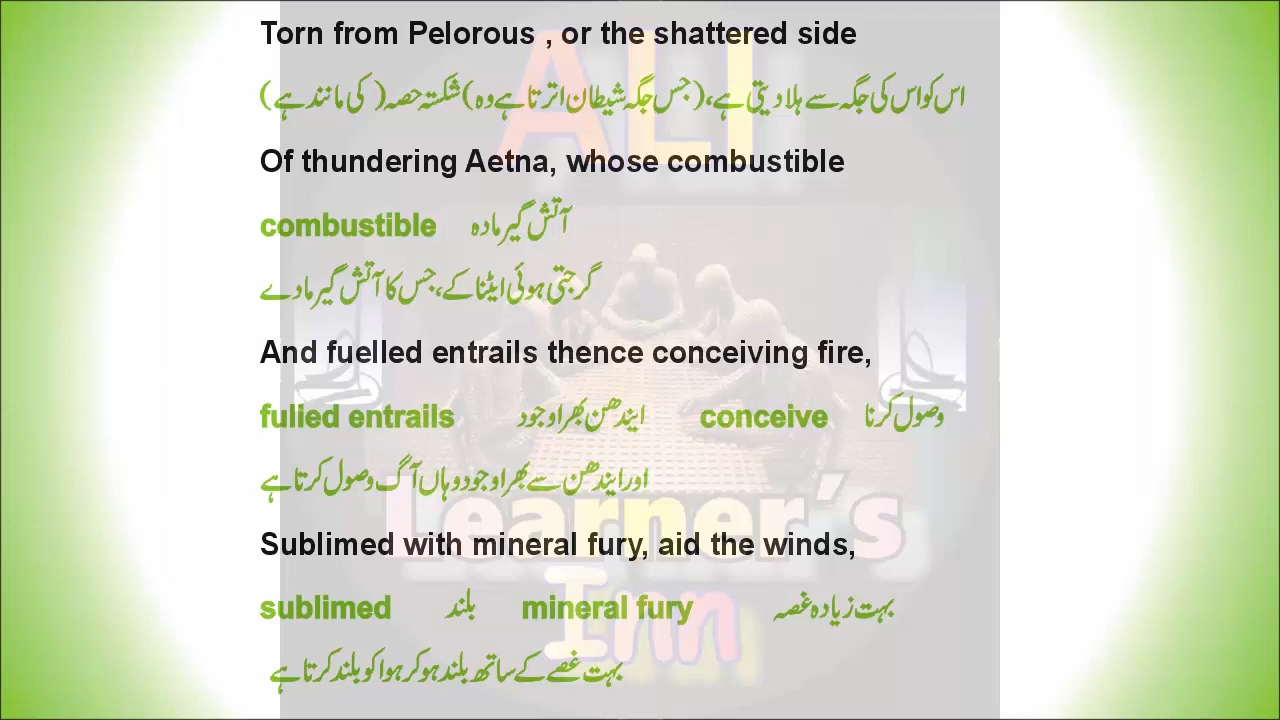 Torn from Pelorous , or the shattered side
اس کو اس کی جگہ سے ہلا دیتی ہے، (جس جگہ شیطان اترتا ہے وہ) شکستہ حصہ ( کی مانند ہے )
Of thundering Aetna, whose combustible
combustible آتش گیر مادہ
گرجتی ہوئی ایٹنا کے، جس کا آتش گیر مادے
And fuelled entrails thence conceiving fire,
fulied entrails ایندھن بھرا وجود conceive وصول کرنا
اور ایندھن سے بھرا وجود وہاں آگ وصول کرتا ہے
Sublimed with mineral fury, aid the winds,
sublimed بلند mineral fury بہت زیادہ غصہ
بہت غصے کے ساتھ بلند ہو کر ہوا کو بلند کرتا ہے
ALI
Learner's
Inn